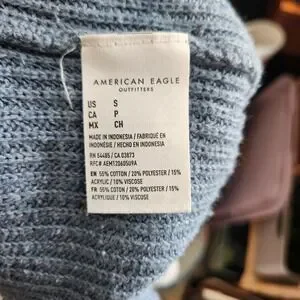 AMERICAN EAGLE
OUTFITTERS
US S
CA P
MX CH
MADE IN INDONESIA / FABRIQUÉ EN
INDONÉSIE / HECHO EN INDONESIA
RN 54485 / CA 03873
RFC# AEM120605U9A
EN 55% COTTON / 20% POLYESTER / 15%
ACRYLIC / 10% VISCOSE
FR 55% COTON / 20% POLYESTER / 15%
ACRYLIQUE / 10% VISCOSE